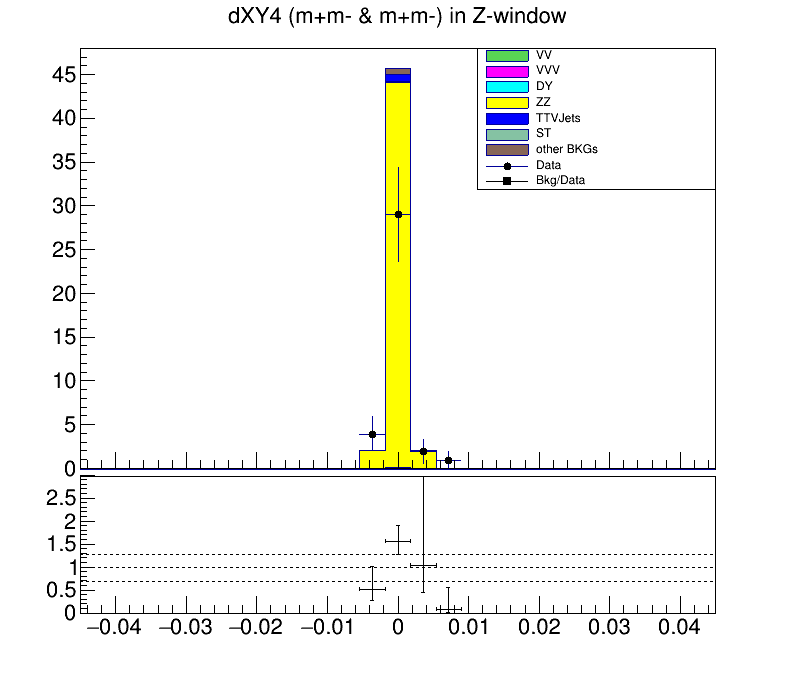 dXY4 (m+m- & m+m-) in Z-window
45
40
35
30
25
20
15
10
5
0
VV
VVV
DY
ZZ
TTVJets
ST
other BKGs
Data
Bkg/Data
2.5
2
1.5
1
0.5
0
−0.04 −0.03 −0.02 −0.01 0 0.01 0.02 0.03 0.04